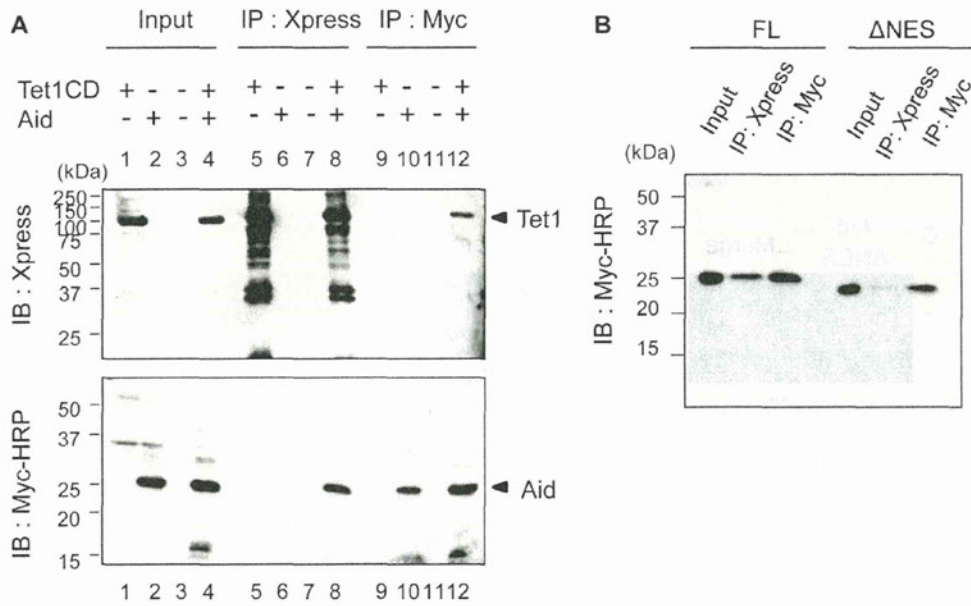 A
Input IP : Xpress IP : Myc
Tet1CD + - - + + - - + + - - +
Aid - + - + - + - + - + - +
1 2 3 4 5 6 7 8 9 10 11 12
(kDa)
IB : Xpress
250
150
100
75
50
37
25
Tet1
IB : Myc-HRP
50
37
25
20
15
Aid
1 2 3 4 5 6 7 8 9 10 11 12
B
FL ΔNES
Input IP: Xpress IP: Myc Input IP: Xpress IP: Myc
(kDa)
IB : Myc-HRP
50
37
25
20
15